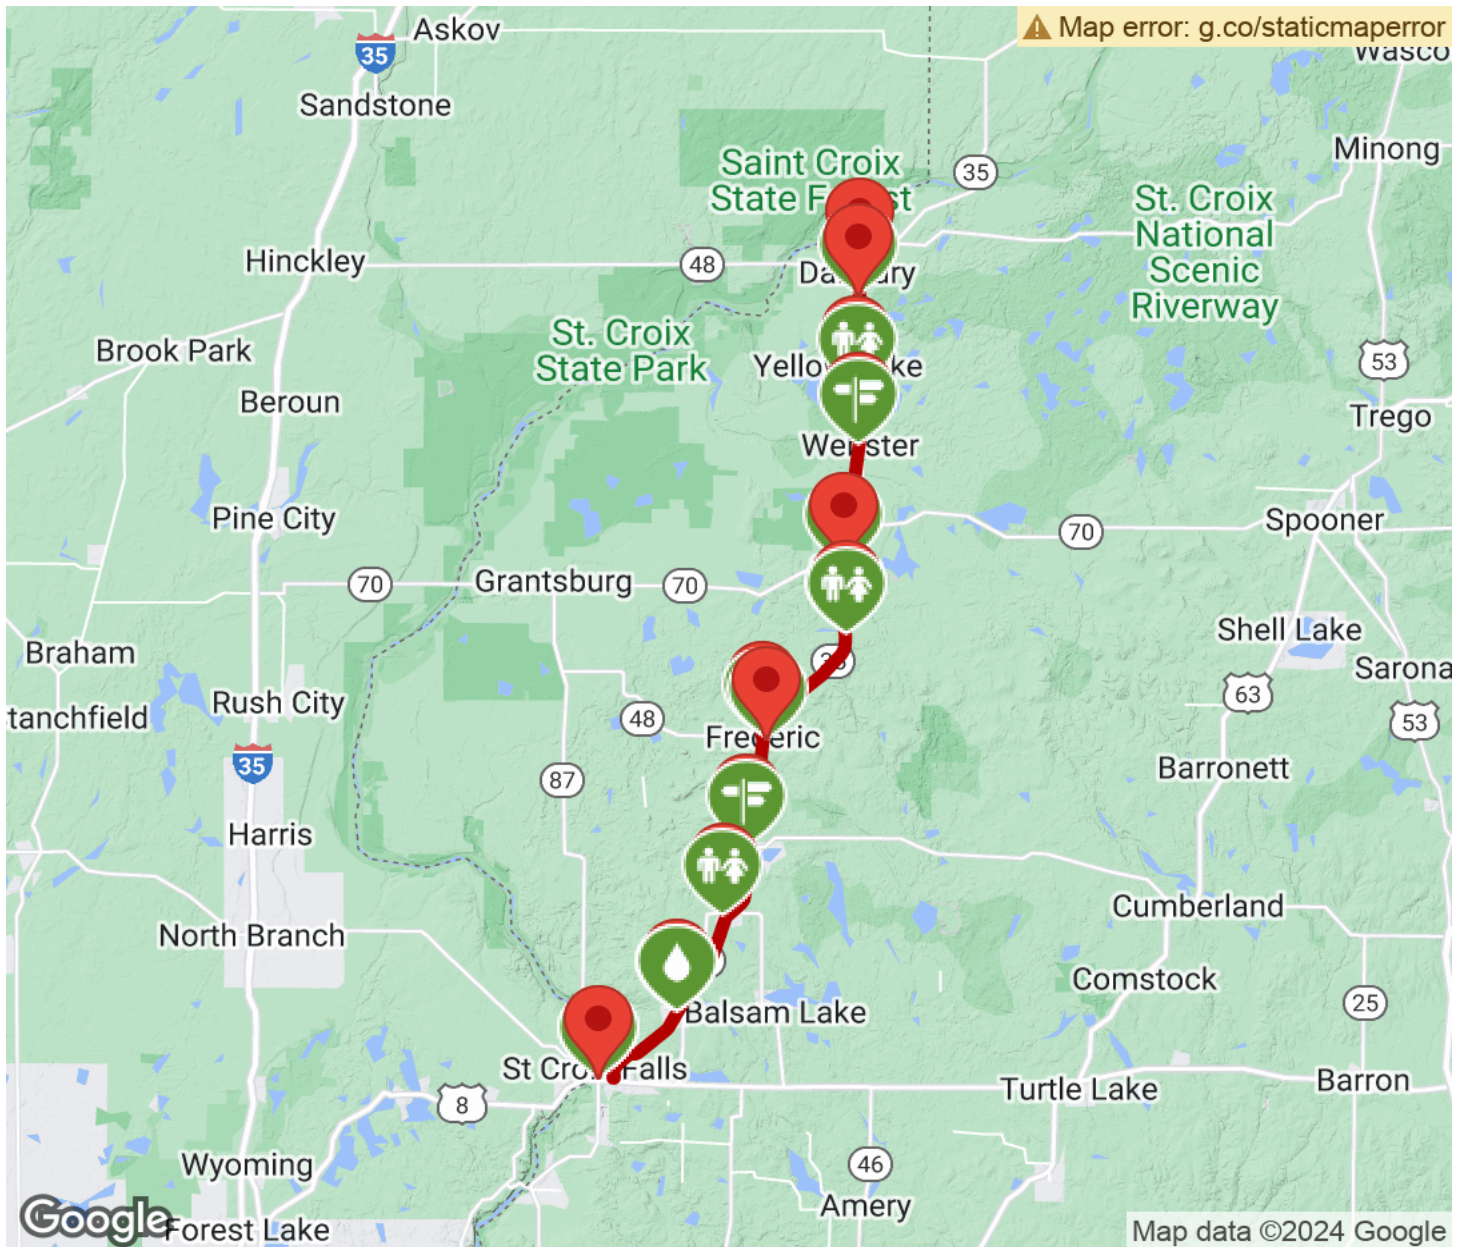 Askov
Map error: g.co/staticmaperror
35
Wasco
Sandstone
Minong
Saint Croix
State F st
35
St. Croix
National
Scenic
Riverway
Hinckley
48
Da ry
St. Croix
State Park
Brook Park
Yello ke
53
Beroun
Trego
We ster
Pine City
Spooner
70
70
Grantsburg
70
Shell Lake
Braham
Sarona
63
Rush City
tanchfield
48
53
Fre eric
35
87
Barronett
Harris
Cumberland
North Branch
Comstock
25
Balsam Lake
St Cro Falls
Turtle Lake
Barron
8
Wyoming
46
Amery
Google
Forest Lake
Map data ©2024 Google